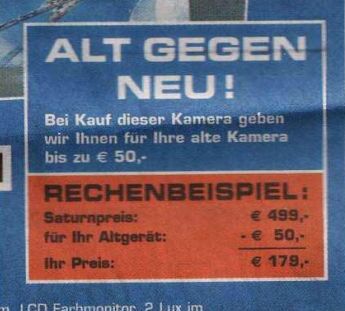 ALT GEGEN
NEU!
Bei Kauf dieser Kamera geben
wir Ihnen für Ihre alte Kamera
bis zu € 50,-
RECHENBEISPIEL:
Saturnpreis: € 499,-
für Ihr Altgerät: - € 50,-
Ihr Preis: € 179,-
LCD Farbmonitor, 2 Lux im